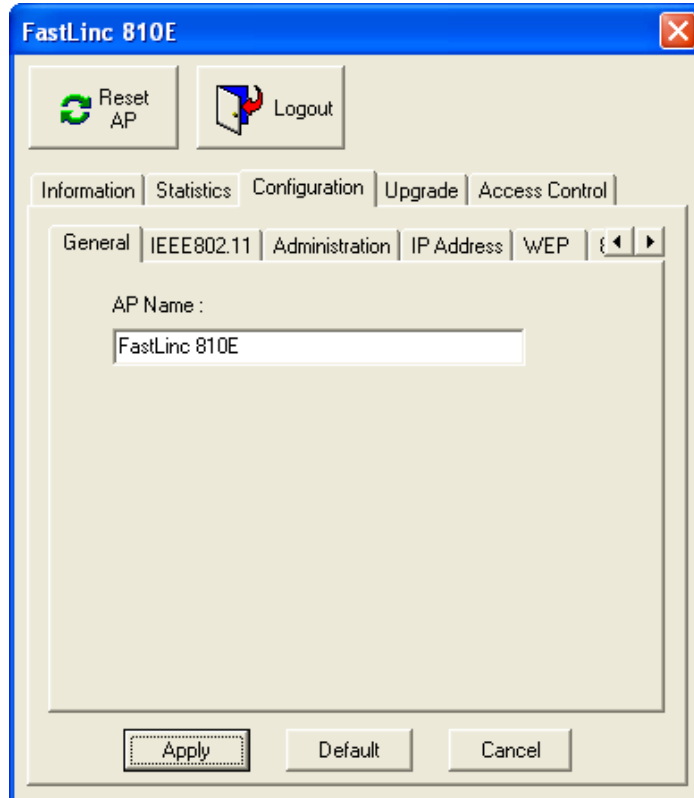 FastLinc 810E
Reset
AP
Logout
Information Statistics Configuration Upgrade Access Control
General IEEE802.11 Administration IP Address WEP
AP Name :
FastLinc 810E
Apply Default Cancel